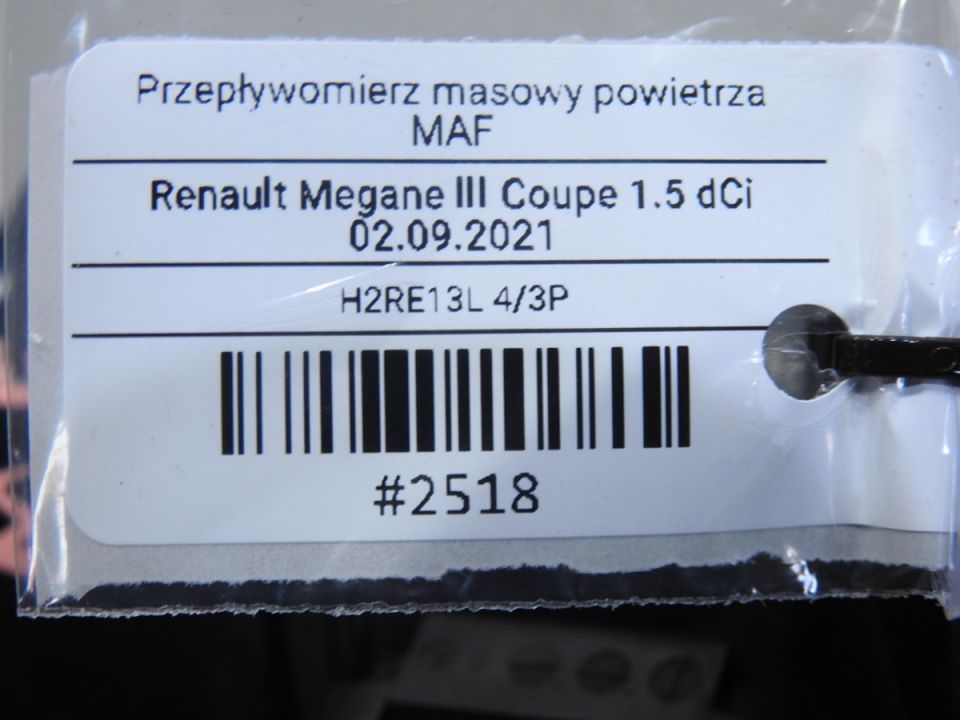 Przepływomierz masowy powietrza
MAF
Renault Megane III Coupe 1.5 dCi
02.09.2021
H2RE13L 4/3P
#2518